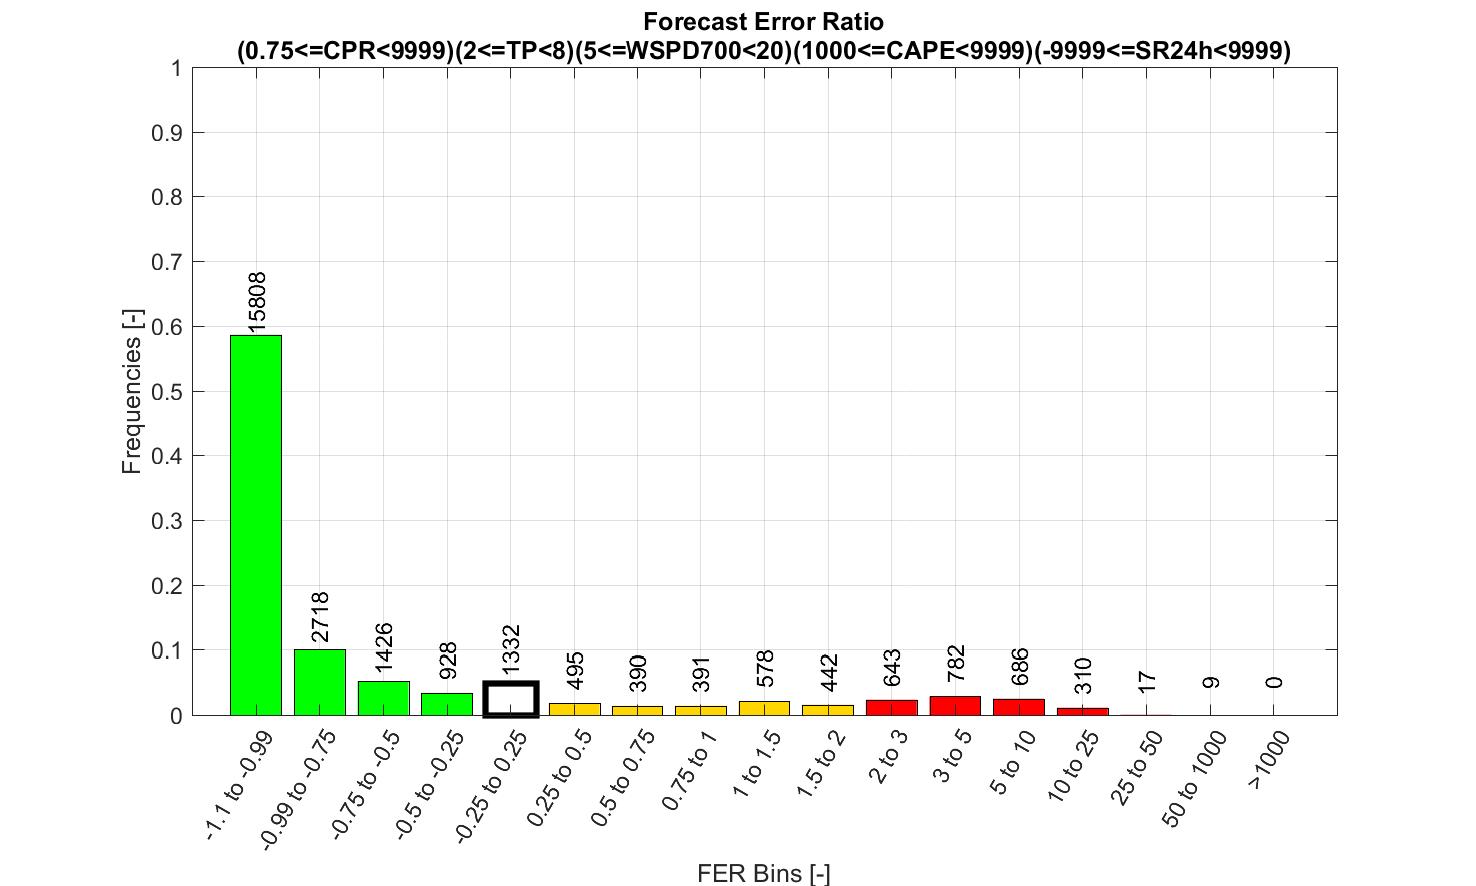 Forecast Error Ratio
(0.75<=CPR<9999)(2<=TP<8)(5<=WSPD700<20)(1000<=CAPE<9999)(-9999<=SR24h<9999)
1
0.9
0.8
0.7
0.6
0.5
0.4
0.3
0.2
0.1
0
Frequencies [-]
15808
2718
1426
928
1332
495
390
391
578
442
643
782
686
310
17
9
0
-1.1 to -0.99
-0.99 to -0.75
-0.75 to -0.5
-0.5 to -0.25
-0.25 to 0.25
0.25 to 0.5
0.5 to 0.75
0.75 to 1
1 to 1.5
1.5 to 2
2 to 3
3 to 5
5 to 10
10 to 25
25 to 50
50 to 1000
>1000
FER Bins [-]